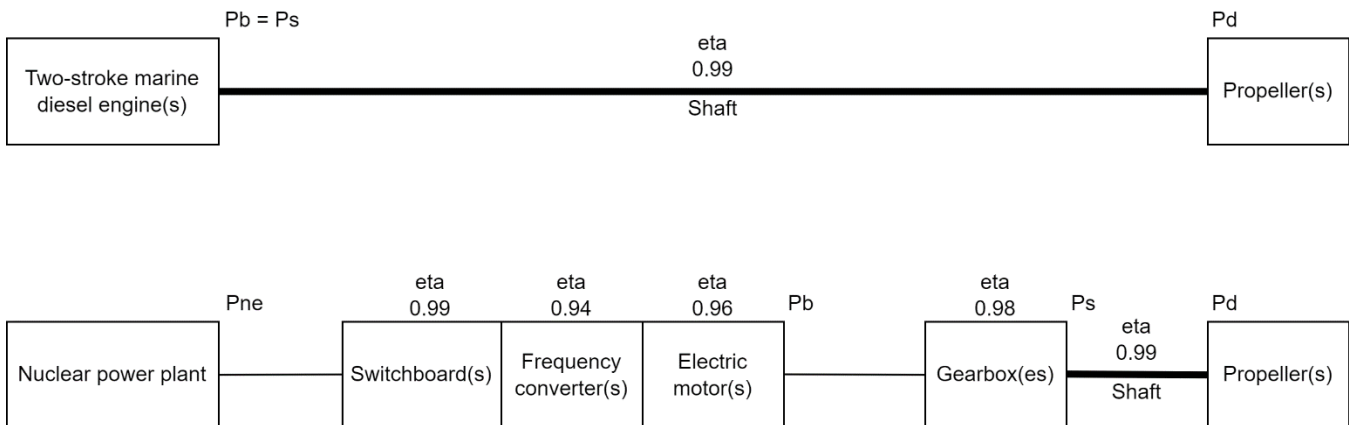 Pb = Ps
Pd
eta
0.99
Two-stroke marine
diesel engine(s)
Shaft
Propeller(s)
eta
0.99
eta
0.94
eta
0.96
eta
0.98
Pne
Pb
Ps
Pd
eta
0.99
Nuclear power plant
Switchboard(s)
Frequency
converter(s)
Electric
motor(s)
Gearbox(es)
Shaft
Propeller(s)